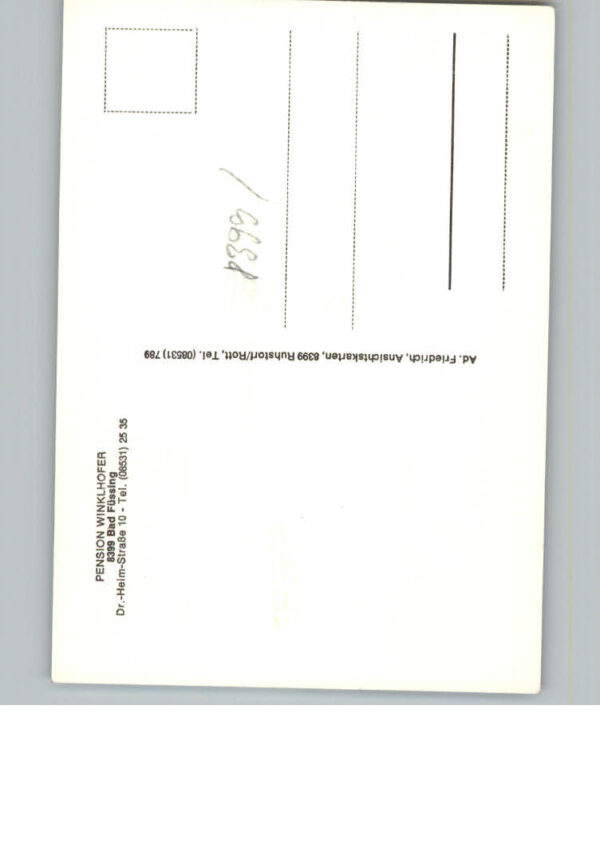 PENSION WINKLHOFER
8399 Bad Füssing
Dr.-Heim-Straße 10 - Tel. (08531) 25 35
Ad. Friedrich, Ansichtskarten, 8399 Ruhstorf/Rott, Tel. (08531) 789
8399/